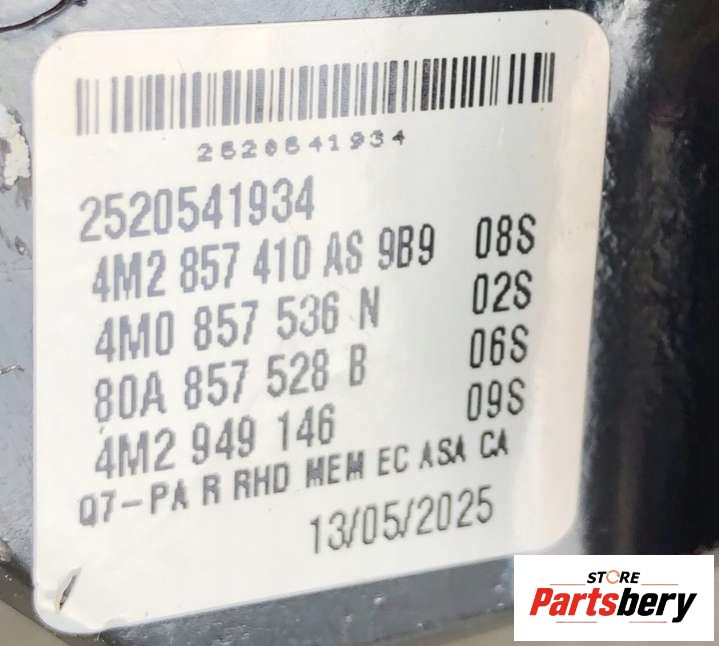 2520541934
2520541934
4M2 857 410 AS 9B9 08S
4M0 857 536 N 02S
80A 857 528 B 06S
4M2 949 146 09S
Q7-PA R RHD MEM EC ASA CA
13/05/2025
STORE
Partsbery